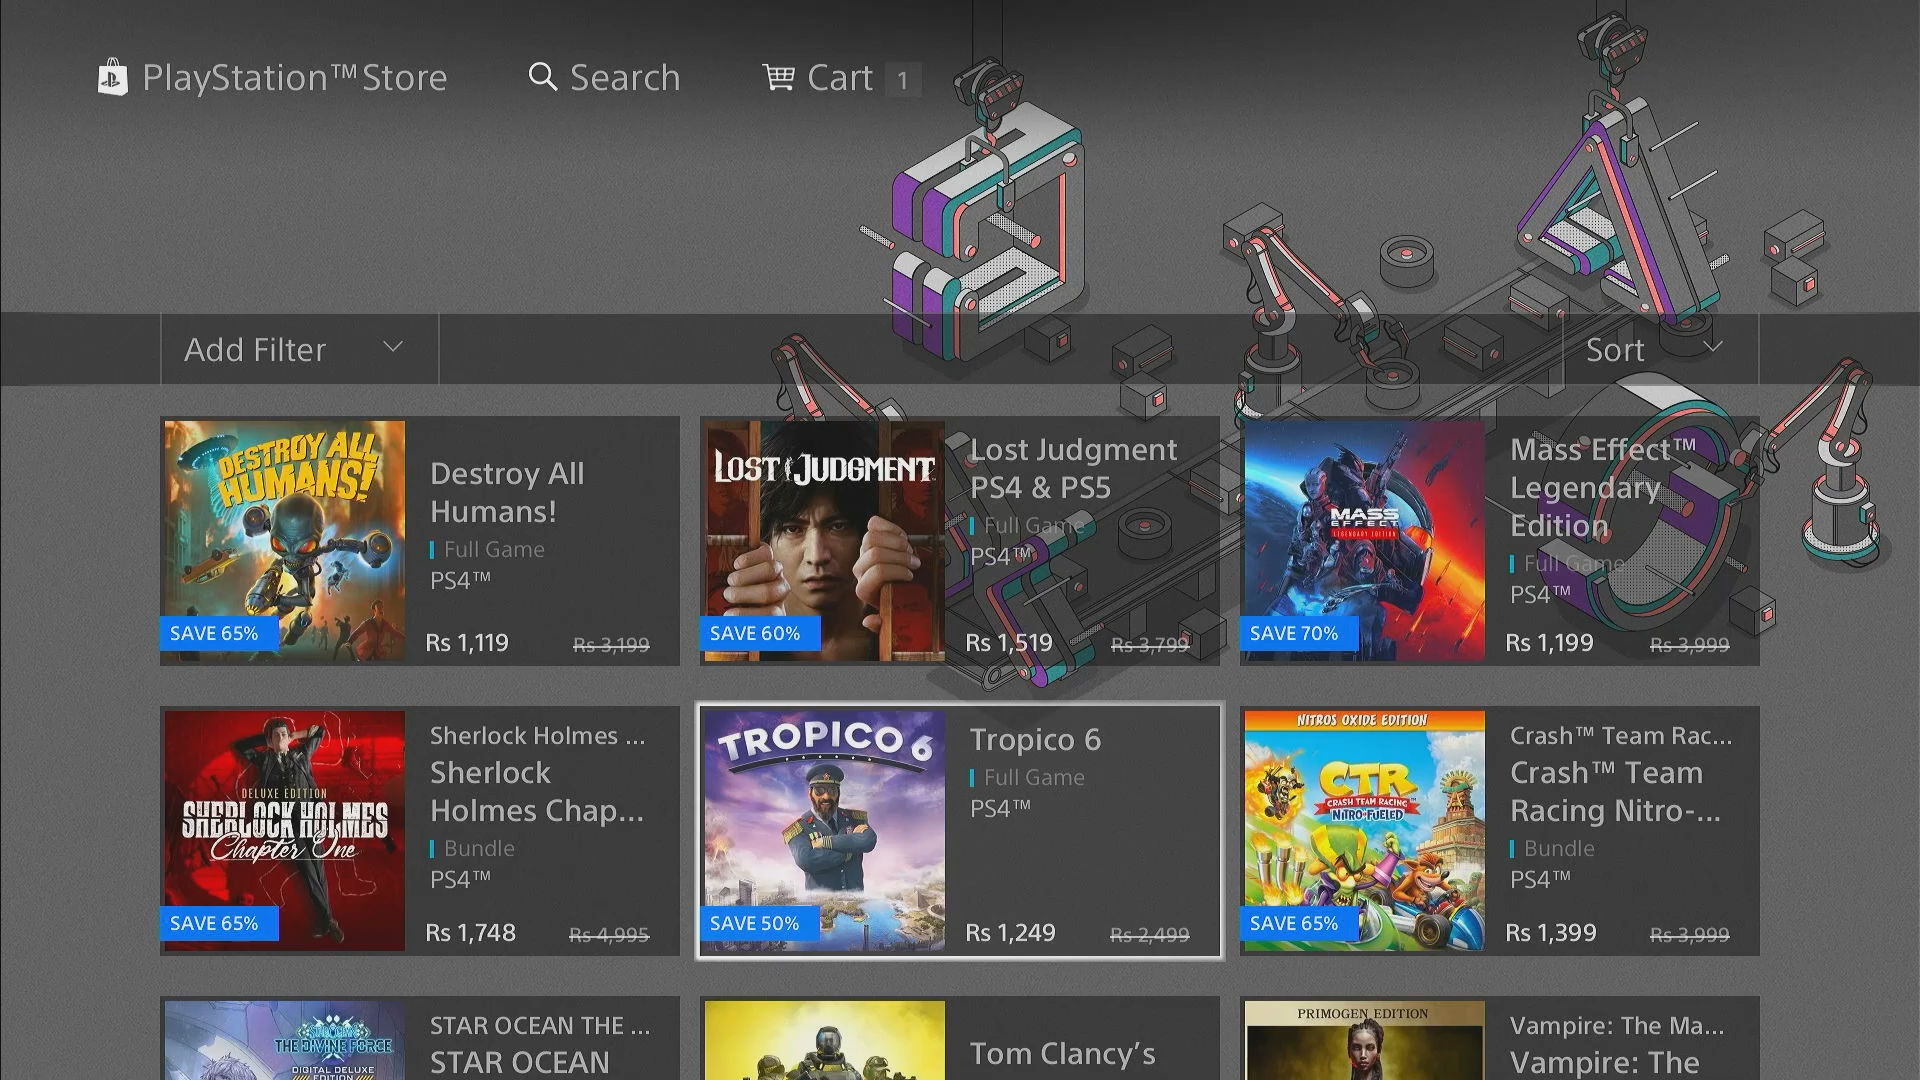 PlayStation™Store
Search
Cart 1
Add Filter
Sort
DESTROY ALL
HUMANS!
Destroy All
Humans!
Full Game
PS4™
SAVE 65%
Rs 1,119
Rs 3,199
LOST JUDGMENT
Lost Judgment
PS4 & PS5
Full Game
PS4™
SAVE 60%
Rs 1,519
Rs 3,799
MASS
EFFECT
LEGENDARY EDITION
Mass Effect™
Legendary
Edition
Full Game
PS4™
SAVE 70%
Rs 1,199
Rs 3,999
DELUXE EDITION
SHERLOCK HOLMES
Chapter One
Sherlock Holmes ...
Sherlock
Holmes Chap...
Bundle
PS4™
SAVE 65%
Rs 1,748
Rs 4,995
TROPICO 6
Tropico 6
Full Game
PS4™
SAVE 50%
Rs 1,249
Rs 2,499
NITROS OXIDE EDITION
CTR
CRASH TEAM RACING
NITRO-FUELED
Crash™ Team Rac...
Crash™ Team
Racing Nitro-...
Bundle
PS4™
SAVE 65%
Rs 1,399
Rs 3,999
STAR OCEAN
THE DIVINE FORCE
DIGITAL DELUXE
EDITION
STAR OCEAN THE ...
STAR OCEAN
Tom Clancy’s
PRIMOGEN EDITION
Vampire: The Ma...
Vampire: The